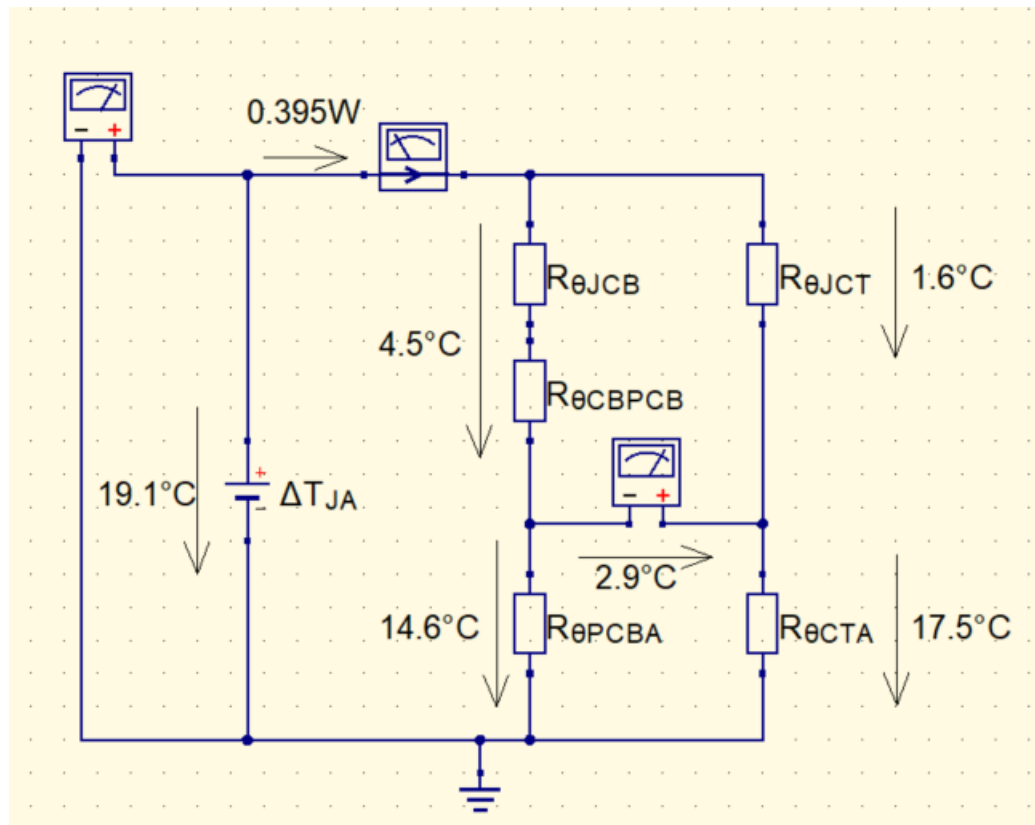 0.395W
- +
RθJCB
RθJCT
1.6°C
4.5°C
RθCBPCB
- +
19.1°C
+
-
ΔTJA
2.9°C
14.6°C
RθPCBA
RθCTA
17.5°C